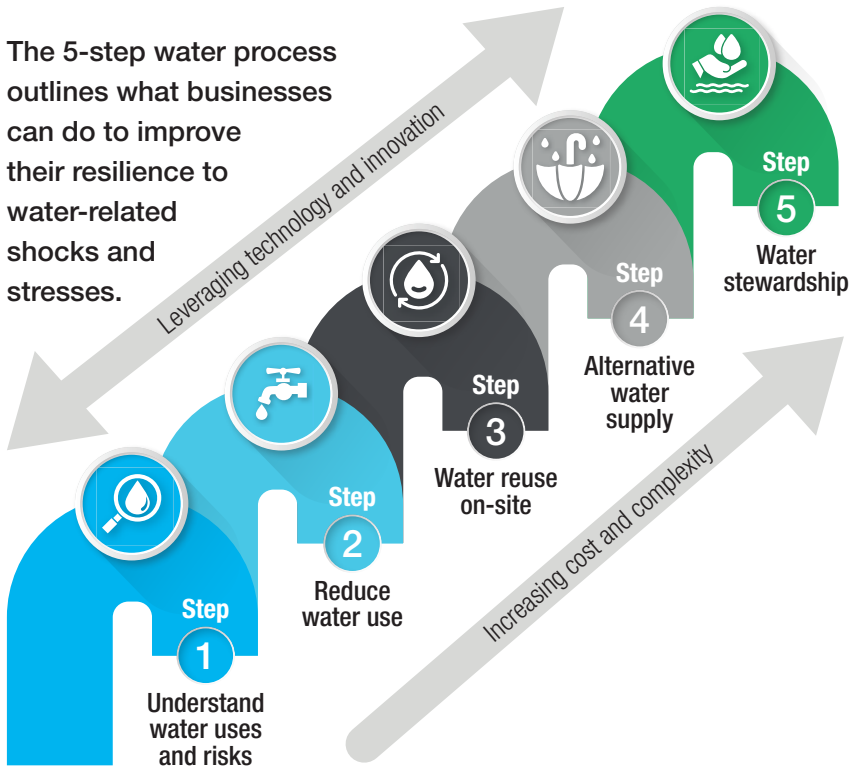 The 5-step water process
outlines what businesses
can do to improve
their resilience to
water-related
shocks and
stresses.
Leveraging technology and innovation
Step
5
Water
stewardship
Step
4
Alternative
water
supply
Step
3
Water reuse
on-site
Step
2
Reduce
water use
Step
1
Understand
water uses
and risks
Increasing cost and complexity